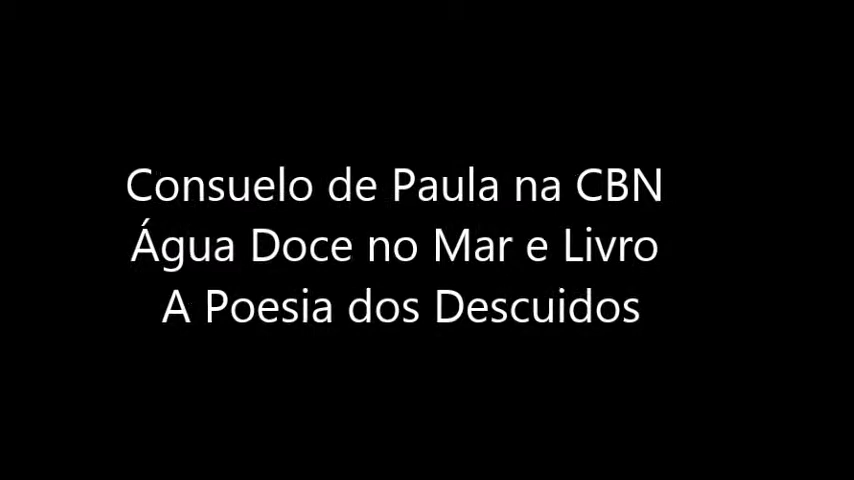 Consuelo de Paula na CBN
Água Doce no Mar e Livro
A Poesia dos Descuidos